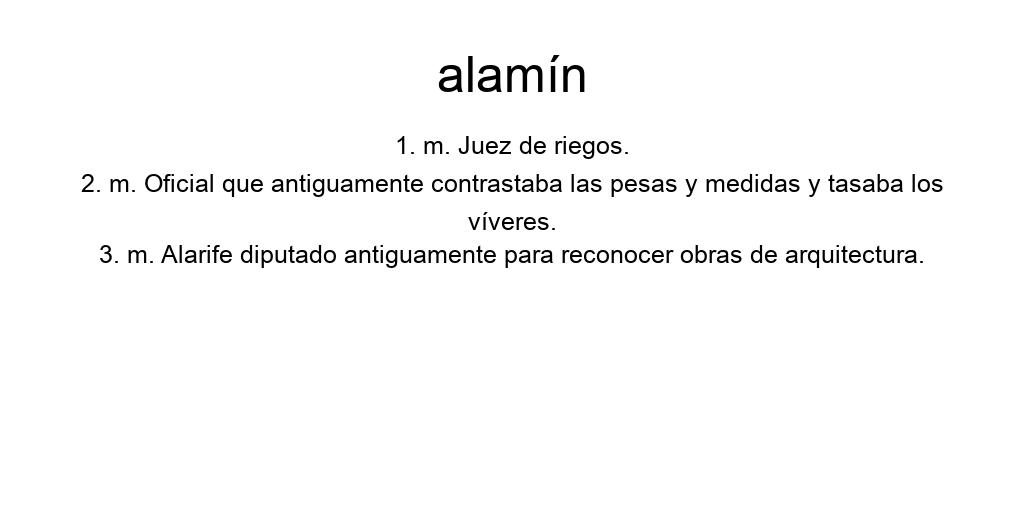 alamín
1. m. Juez de riegos.
2. m. Oficial que antiguamente contrastaba las pesas y medidas y tasaba los
víveres.
3. m. Alarife diputado antiguamente para reconocer obras de arquitectura.